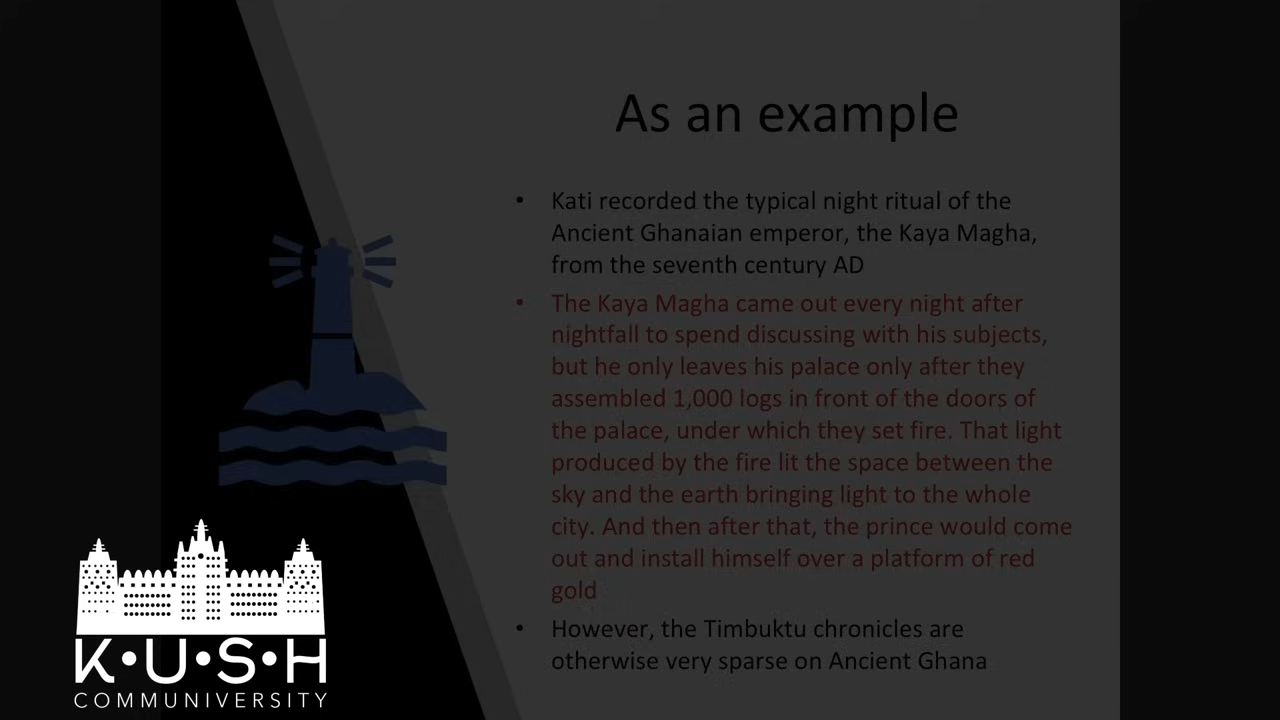 As an example
• Kati recorded the typical night ritual of the
Ancient Ghanaian emperor, the Kaya Magha,
from the seventh century AD
• The Kaya Magha came out every night after
nightfall to spend discussing with his subjects,
but he only leaves his palace only after they
assembled 1,000 logs in front of the doors of
the palace, under which they set fire. That light
produced by the fire lit the space between the
sky and the earth bringing light to the whole
city. And then after that, the prince would come
out and install himself over a platform of red
gold
• However, the Timbuktu chronicles are
otherwise very sparse on Ancient Ghana
K•U•S•H
COMMUNIVERSITY